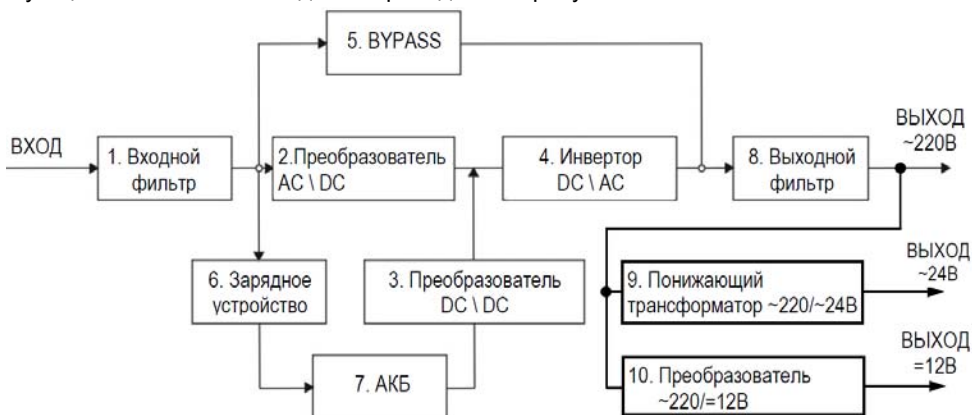 5. BYPASS
ВХОД
1. Входной
фильтр
2.Преобразователь
AC \ DC
4. Инвертор
DC \ AC
8. Выходной
фильтр
ВЫХОД
~220В
6. Зарядное
устройство
3. Преобразователь
DC \ DC
9. Понижающий
трансформатор ~220/~24В
ВЫХОД
~24В
7. АКБ
10. Преобразователь
~220/=12В
ВЫХОД
=12В